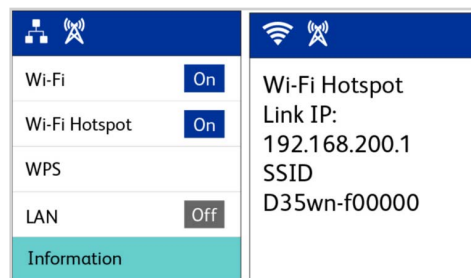 Wi-Fi On
Wi-Fi Hotspot On
WPS
LAN Off
Information
Wi-Fi Hotspot
Link IP:
192.168.200.1
SSID
D35wn-f00000